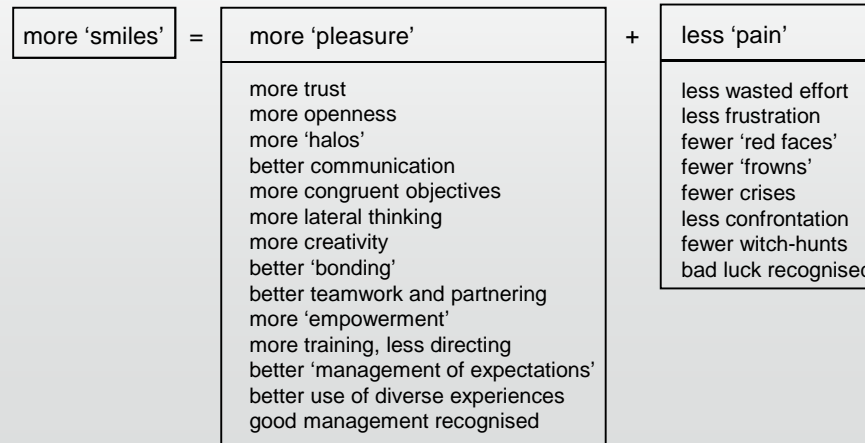 more ‘smiles’ = more ‘pleasure’ + less ‘pain’
more trust
more openness
more ‘halos’
better communication
more congruent objectives
more lateral thinking
more creativity
better ‘bonding’
better teamwork and partnering
more ‘empowerment’
more training, less directing
better ‘management of expectations’
better use of diverse experiences
good management recognised
less wasted effort
less frustration
fewer ‘red faces’
fewer ‘frowns’
fewer crises
less confrontation
fewer witch-hunts
bad luck recognised